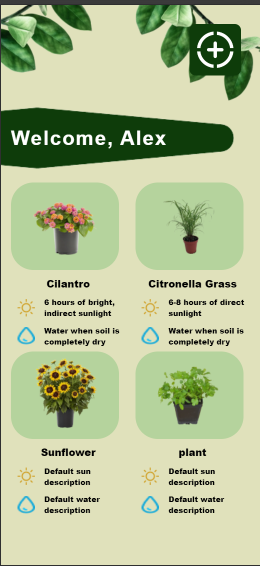 Welcome, Alex
Cilantro
6 hours of bright,
indirect sunlight
Water when soil is
completely dry
Citronella Grass
6-8 hours of direct
sunlight
Water when soil is
completely dry
Sunflower
Default sun
description
Default water
description
plant
Default sun
description
Default water
description